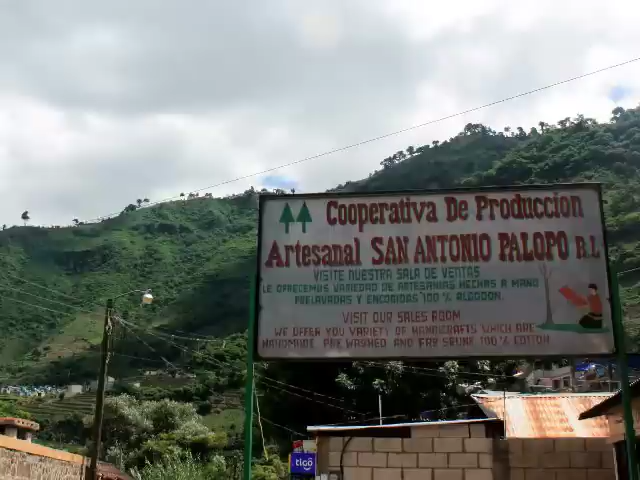 Cooperativa De Produccion
Artesanal SAN ANTONIO PALOPO R.L
VISITE NUESTRA SALA DE VENTAS
LE OFRECEMOS VARIEDAD DE ARTESANIAS HECHAS A MANO
PRELAVADAS Y ENCOGIDAS 100 % ALGODON.
VISIT OUR SALES ROOM
WE OFFER YOU VARIETY OF HANDICRAFTS WHICH ARE
HANDMADE PRE WASHED AND PRE SRUNK 100 % COTTON
tigo